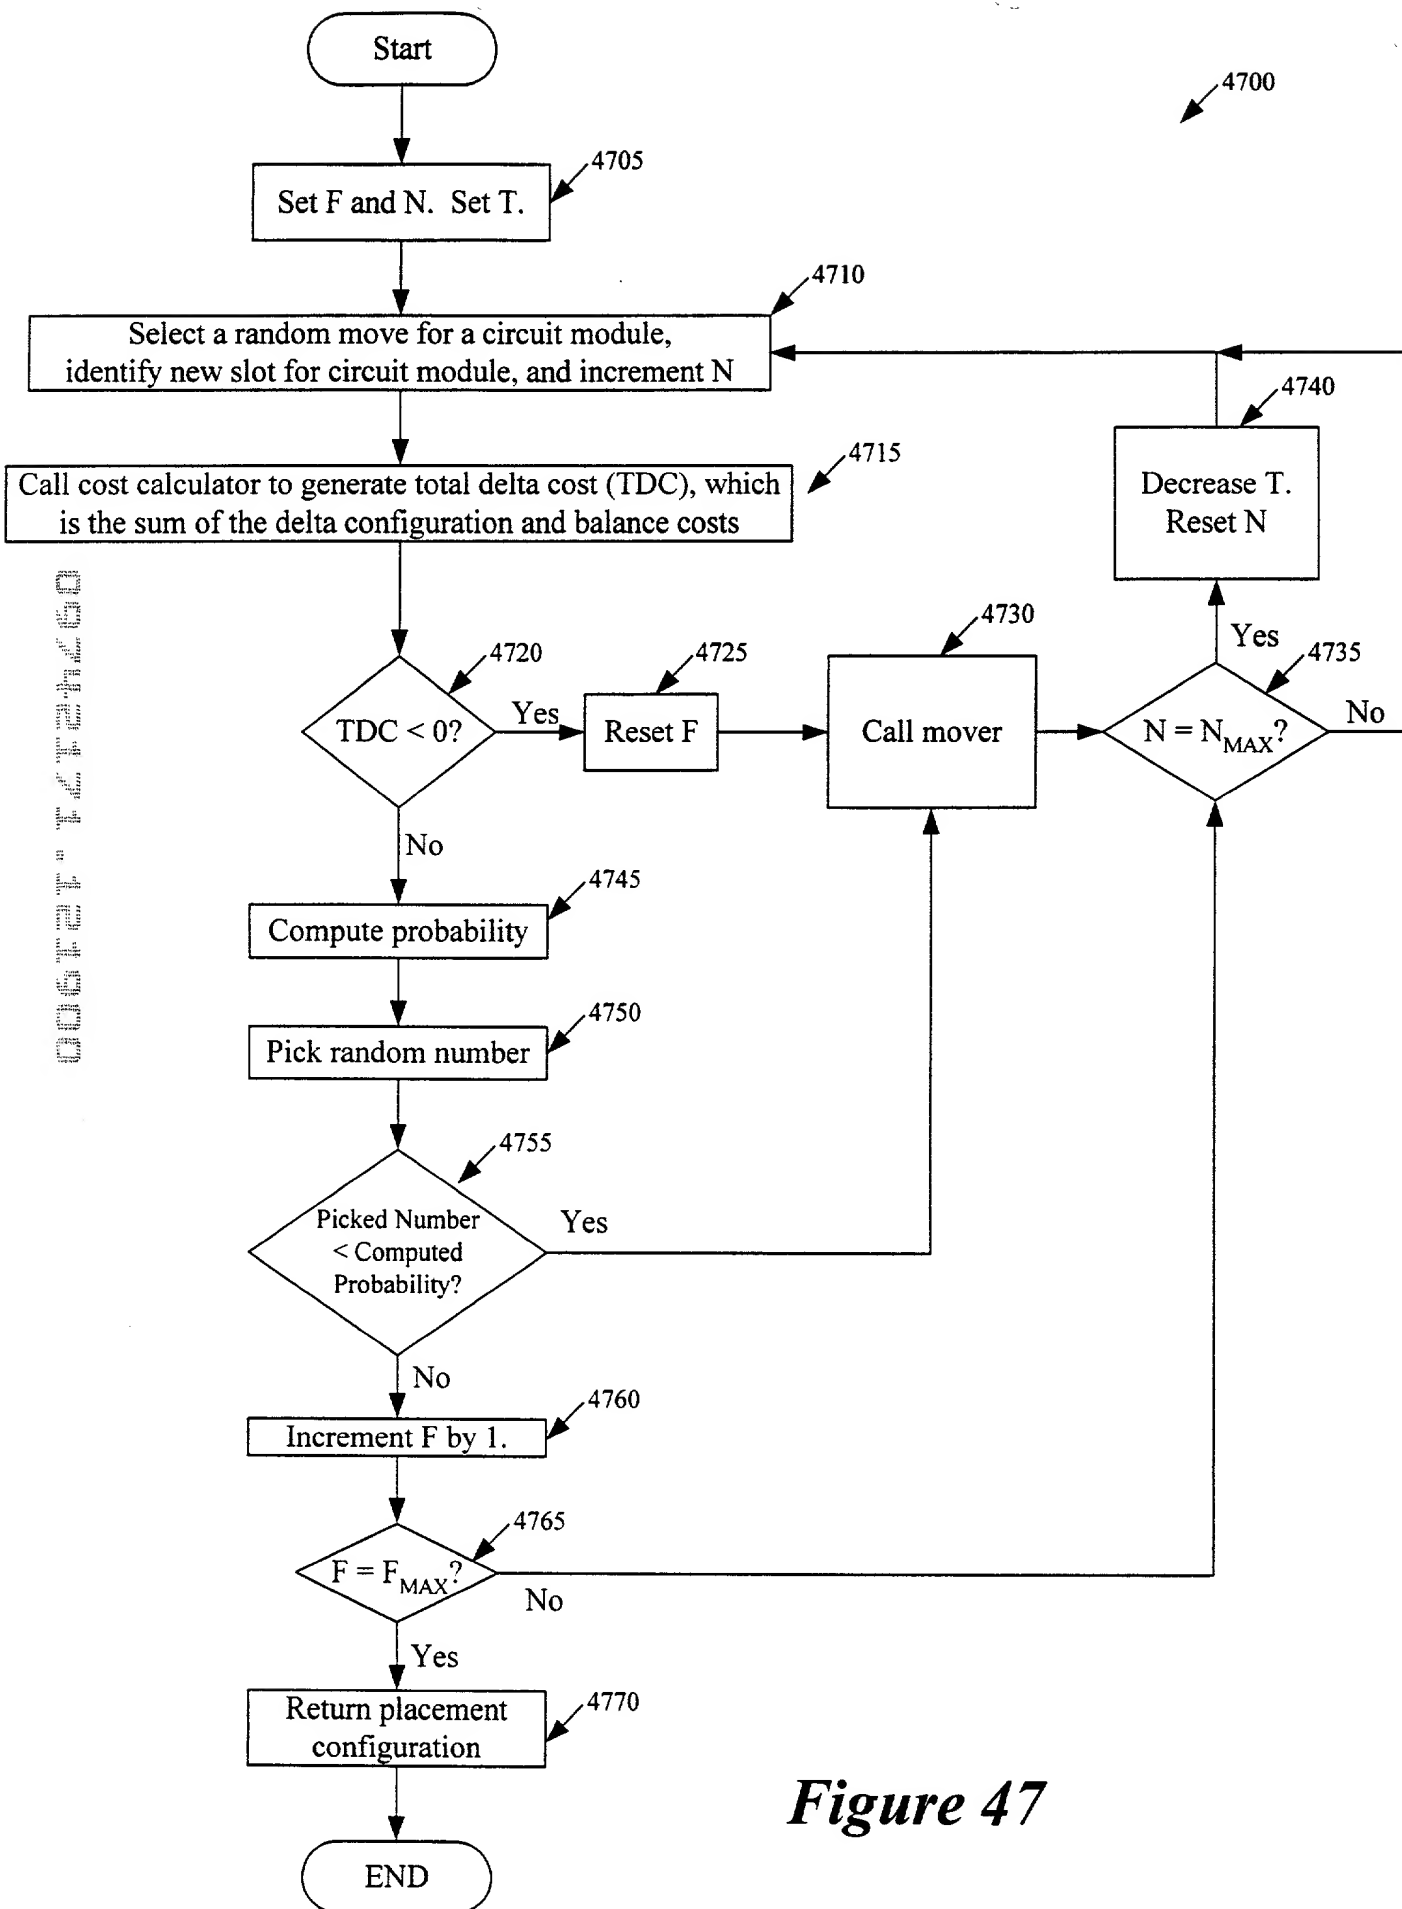 Start
4700
4705
Set F and N. Set T.
4710
Select a random move for a circuit module,
identify new slot for circuit module, and increment N
4740
Decrease T.
Reset N
4715
Call cost calculator to generate total delta cost (TDC), which
is the sum of the delta configuration and balance costs
4720
TDC < 0?
Yes
4725
Reset F
4730
Call mover
Yes
4735
N = NMAX?
No
No
4745
Compute probability
4750
Pick random number
4755
Picked Number
< Computed
Probability?
Yes
No
4760
Increment F by 1.
4765
F = FMAX?
No
Yes
4770
Return placement
configuration
END
Figure 47